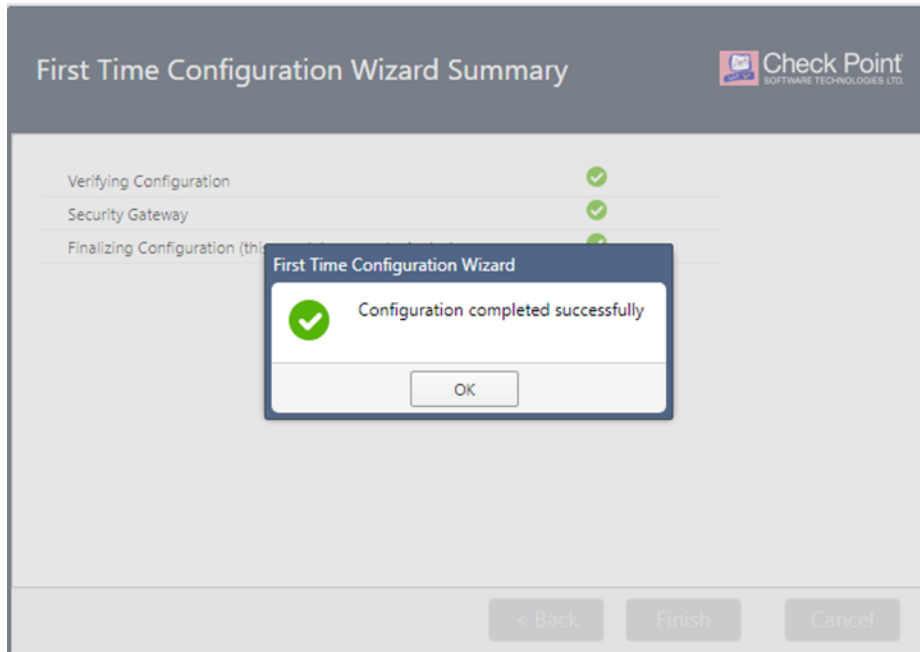 First Time Configuration Wizard Summary
Check Point
SOFTWARE TECHNOLOGIES LTD.
Verifying Configuration
Security Gateway
Finalizing Configuration (this
First Time Configuration Wizard
Configuration completed successfully
OK
< Back Finish Cancel